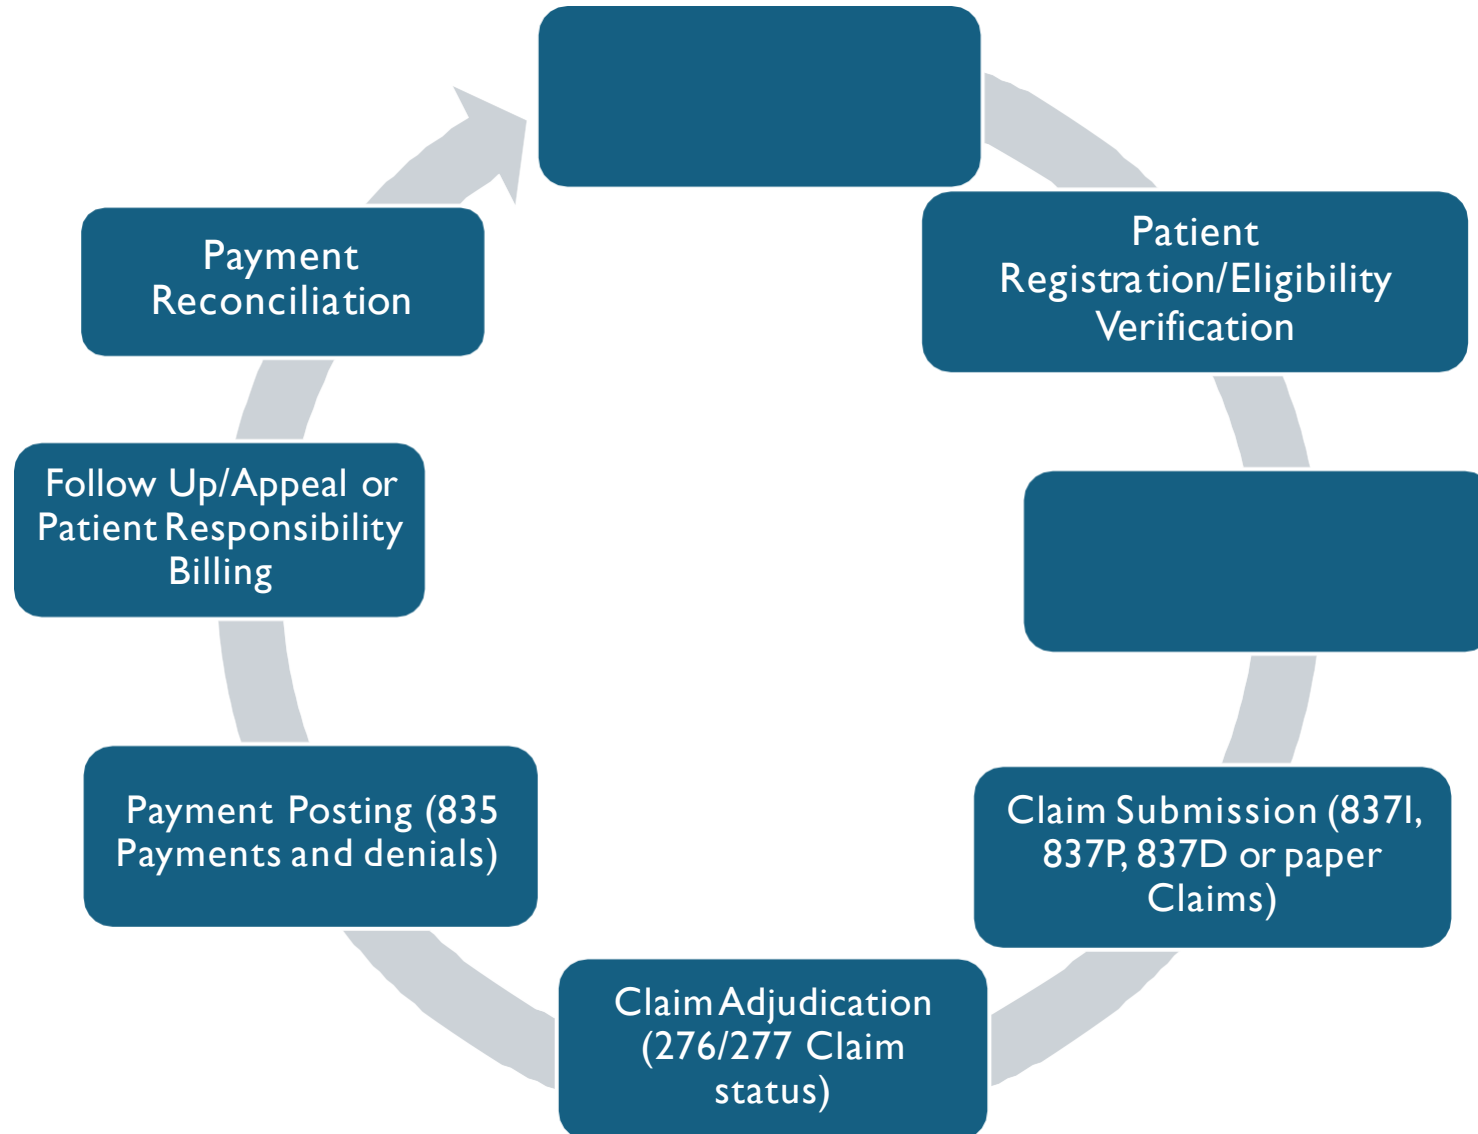 Patient
Registration/Eligibility
Verification
Claim Submission (837I,
837P, 837D or paper
Claims)
Claim Adjudication
(276/277 Claim
status)
Payment Posting (835
Payments and denials)
Follow Up/Appeal or
Patient Responsibility
Billing
Payment
Reconciliation